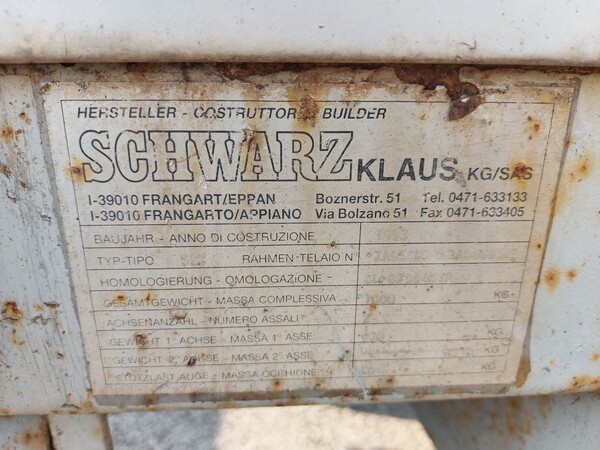 HERSTELLER - COSTRUTTORE - BUILDER
SCHWARZ KLAUS KG/SAS
I-39010 FRANGART/EPPAN Boznerstr. 51 Tel. 0471-633133
I-39010 FRANGARTO/APPIANO Via Bolzano 51 Fax 0471-633405
BAUJAHR - ANNO DI COSTRUZIONE
TYP-TIPO RAHMEN-TELAIO N
HOMOLOGIERUNG - OMOLOGAZIONE
GESAMTGEWICHT - MASSA COMPLESSIVA KG
ACHSENANZAHL - NUMERO ASSALI
GEWICHT 1° ACHSE - MASSA 1° ASSE KG
GEWICHT 2° ACHSE - MASSA 2° ASSE KG
STÜTZLAST AUGE - MASSA OCCHIONE KG